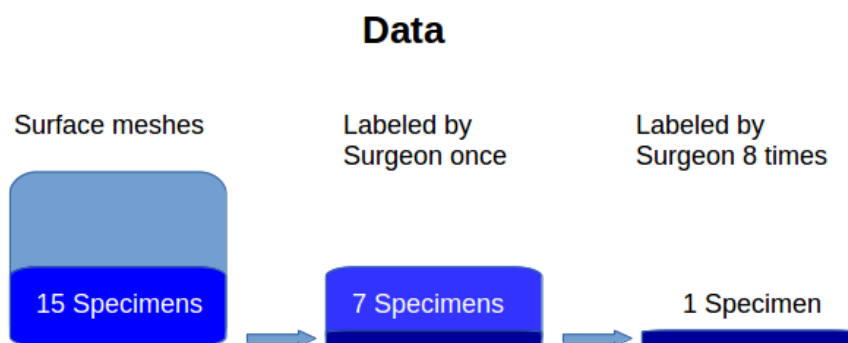 Data
Surface meshes
Labeled by
Surgeon once
Labeled by
Surgeon 8 times
15 Specimens
7 Specimens
1 Specimen